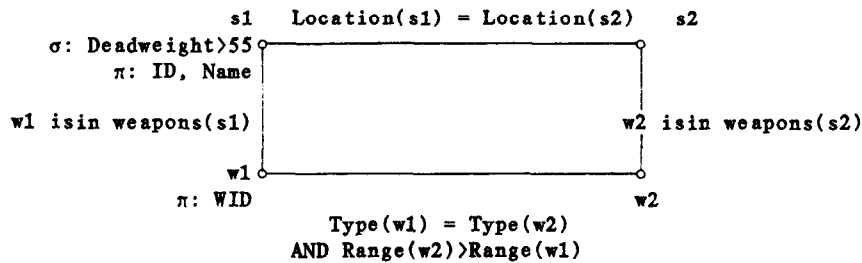 s1 Location(s1) = Location(s2) s2
σ: Deadweight>55
π: ID, Name
w1 isin weapons(s1) w2 isin weapons(s2)
w1
π: WID w2
Type(w1) = Type(w2)
AND Range(w2)>Range(w1)